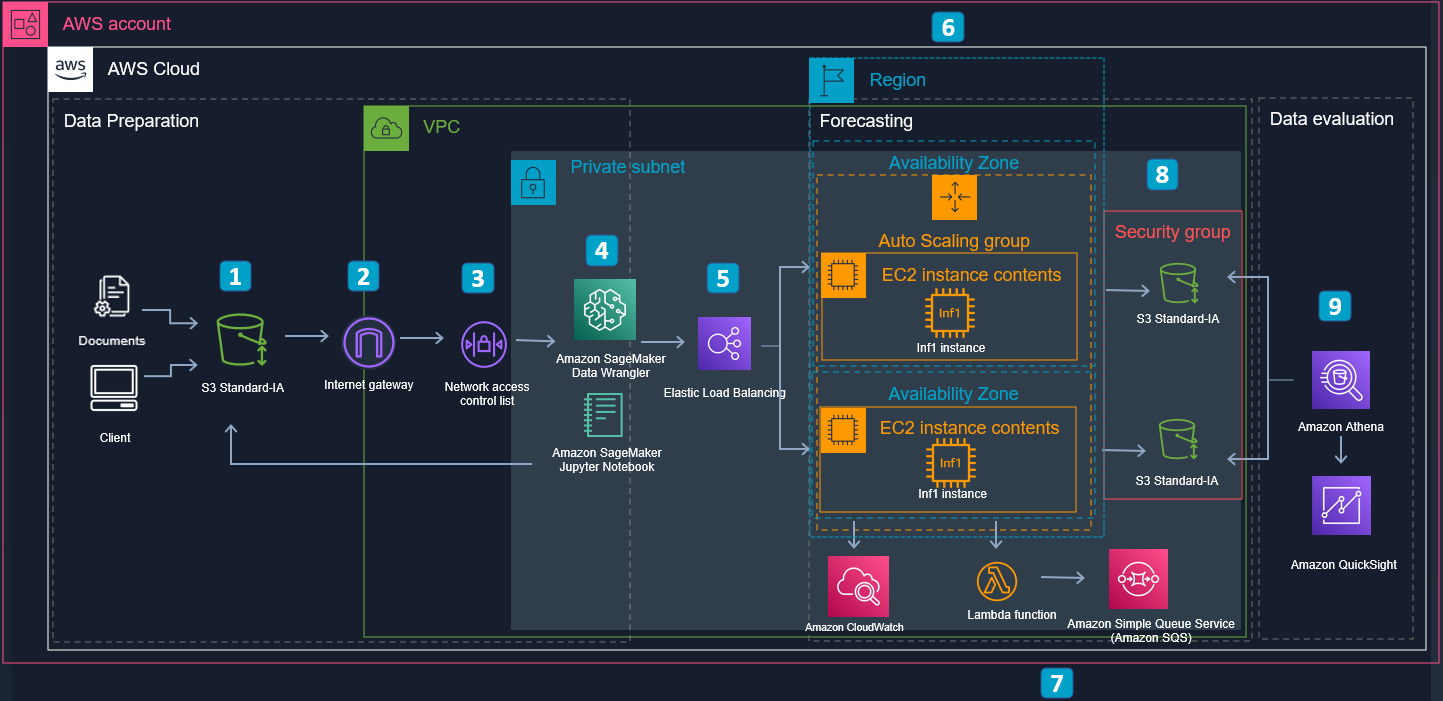 6
AWS account
aws
AWS Cloud
Region
Data Preparation
VPC
Forecasting
Data evaluation
Private subnet
Availability Zone
8
Auto Scaling group
Security group
1
2
3
4
5
EC2 instance contents
Inf1
Inf1 instance
S3 Standard-IA
9
Documents
S3 Standard-IA
Internet gateway
Network access
control list
Amazon SageMaker
Data Wrangler
Elastic Load Balancing
Availability Zone
EC2 instance contents
Inf1
Inf1 instance
S3 Standard-IA
Client
Amazon SageMaker
Jupyter Notebook
Amazon Athena
Amazon QuickSight
Amazon CloudWatch
Lambda function
Amazon Simple Queue Service
(Amazon SQS)
7